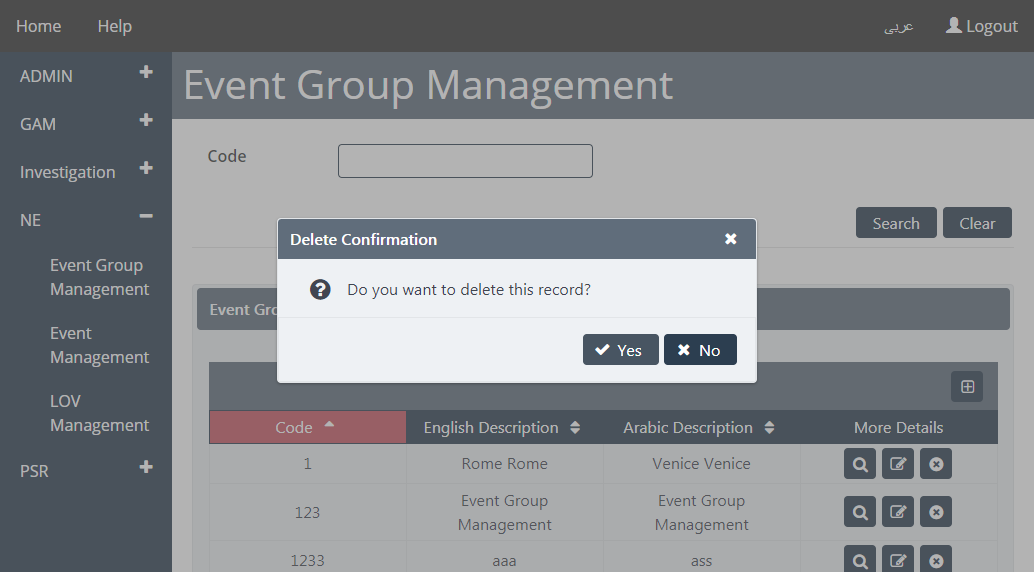 Home Help عربى Logout
ADMIN
GAM
Investigation
NE
Event Group
Management
Event
Management
LOV
Management
PSR
Event Group Management
Code
Search Clear
Delete Confirmation
Do you want to delete this record?
Yes No
Event Gro
Code English Description Arabic Description More Details
1 Rome Rome Venice Venice
123 Event Group Management Event Group Management
1233 aaa ass